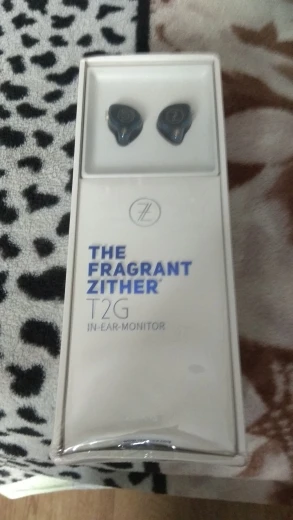 THE
FRAGRANT
ZITHER
T2G
IN-EAR-MONITOR